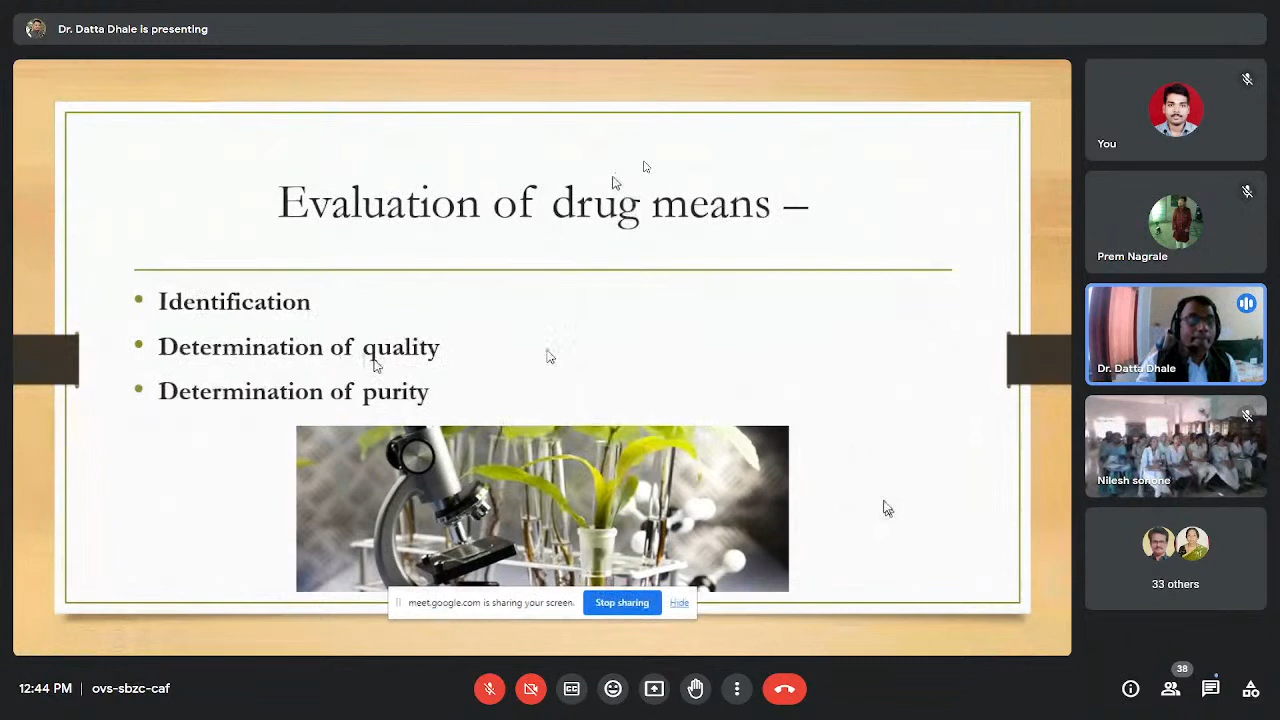 Dr. Datta Dhale is presenting
Evaluation of drug means –
• Identification
• Determination of quality
• Determination of purity
meet.google.com is sharing your screen.
Stop sharing
Hide
You
Prem Nagrale
Dr. Datta Dhale
Nilesh sonone
33 others
12:44 PM
ovs-sbzc-caf
38